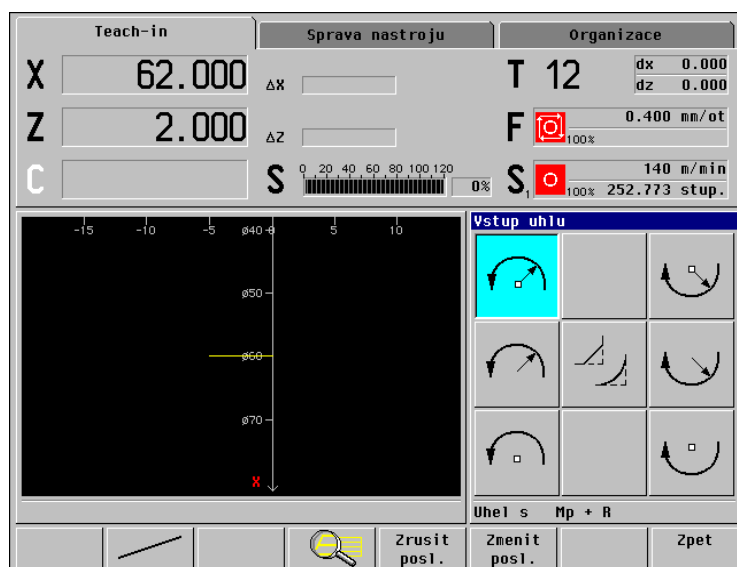 Teach-in Sprava nastroju Organizace
X 62.000 ΔX T 12 dx 0.000
dz 0.000
Z 2.000 ΔZ F 0.400 mm/ot
100%
C S 0 20 40 60 80 100 120 0% S1 140 m/min
100% 252.773 stup.
Vstup uhlu
-15 -10 -5 ø40 0 5 10
ø50
ø60
ø70
X
Uhel s Mp + R
Zrusit posl. Zmenit posl. Zpet